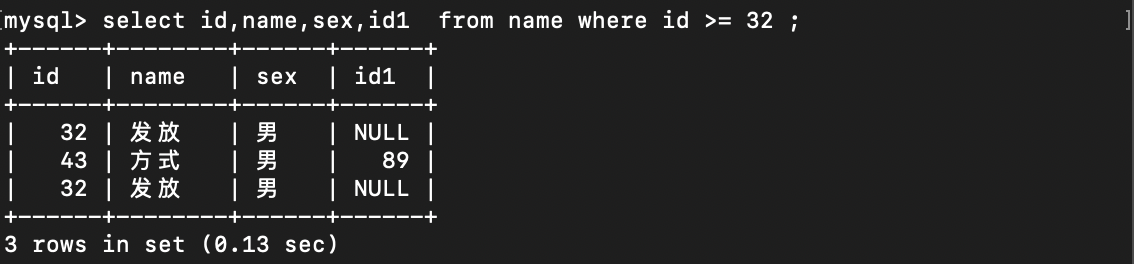 [mysql> select id,name,sex,id1  from name where id >= 32 ;]
+------+--------+------+------+
| id   | name   | sex  | id1  |
+------+--------+------+------+
|   32 | 发放   | 男   | NULL |
|   43 | 方式   | 男   |   89 |
|   32 | 发放   | 男   | NULL |
+------+--------+------+------+
3 rows in set (0.13 sec)